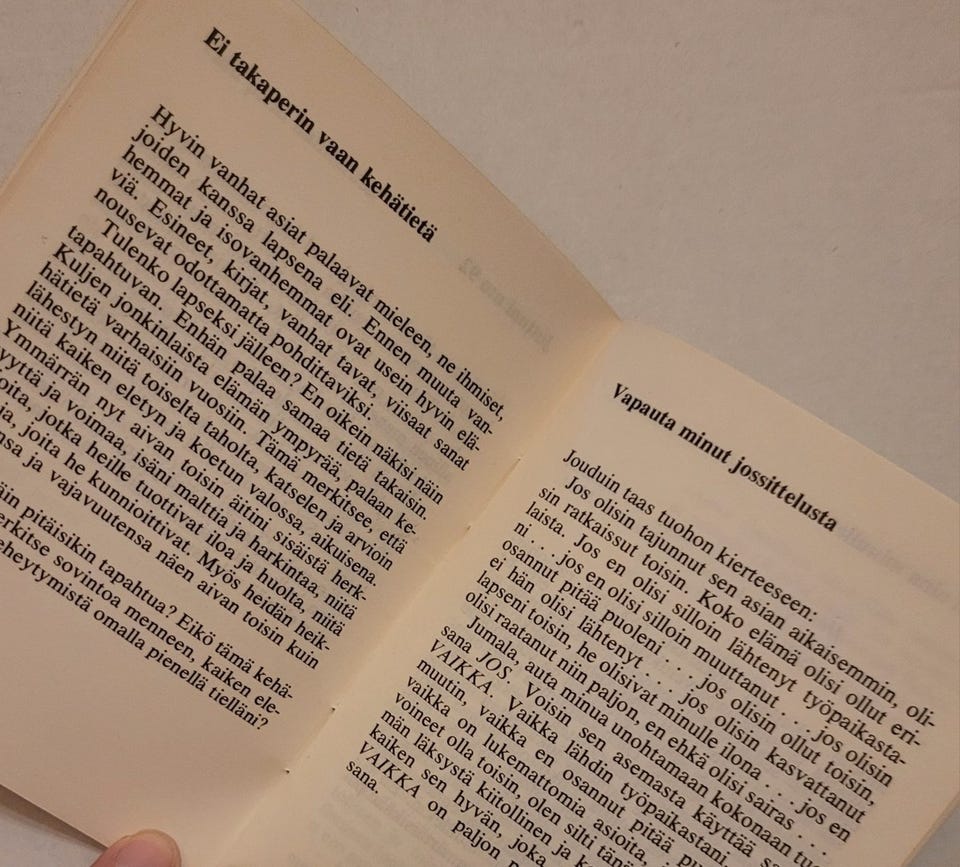 Ei takaperin vaan kehätietä
Hyvin vanhat asiat palaavat mieleen, ne ihmiset,
joiden kanssa lapsena eli. Ennen muuta van-
hemmat ja isovanhemmat ovat usein hyvin elä-
viä. Esineet, kirjat, vanhat tavat, viisaat sanat
nousevat odottamatta pohdittaviksi.
Tulenko lapseksi jälleen? En oikein näkisi näin
tapahtuvan. Enhän palaa samaa tietä takaisin.
Kuljen jonkinlaista elämän ympyrää, palaan ke-
hätietä varhaisiin vuosiin. Tämä merkitsee, että
lähestyn niitä toiselta taholta, katselen ja arvioin
niitä kaiken eletyn ja koetun valossa, aikuisena.
Ymmärrän nyt aivan toisin äitini sisäistä herk-
yyttä ja voimaa, isäni malttia ja harkintaa, niitä
oita, jotka heille tuottivat iloa ja huolta, niitä
ja, joita he kunnioittivat. Myös heidän heik-
nsa ja vajavuutensa näen aivan toisin kuin
äin pitäisikin tapahtua? Eikö tämä kehä-
erkitse sovintoa menneen, kaiken ele-
eheytymistä omalla pienellä tielläni?
Vapauta minut jossittelusta
Jouduin taas tuohon kierteeseen:
Jos olisin tajunnut sen asian aikaisemmin, oli-
sin ratkaissut toisin. Koko elämä olisi ollut eri-
laista. Jos en olisi silloin lähtenyt työpaikasta-
ni . . . jos en olisi silloin muuttanut . . . jos olisin
osannut pitää puoleni . . . jos olisin ollut toisin,
ei hän olisi lähtenyt . . . jos olisin kasvattanut
lapseni toisin, he olisivat minulle ilona . . . jos en
olisi raatanut niin paljon, en ehkä olisi sairas . . .
Jumala, auta minua unohtamaan kokonaan tuo
sana JOS. Voisin sen asemasta käyttää sa
VAIKKA. Vaikka lähdin työpaikastani,
muutin, vaikka en osannut pitää pu
vaikka on lukemattomia asioita,
voineet olla toisin, olen silti tä
män läksystä kiitollinen ja
kaiken sen hyvän, joka
VAIKKA on paljon
sana.